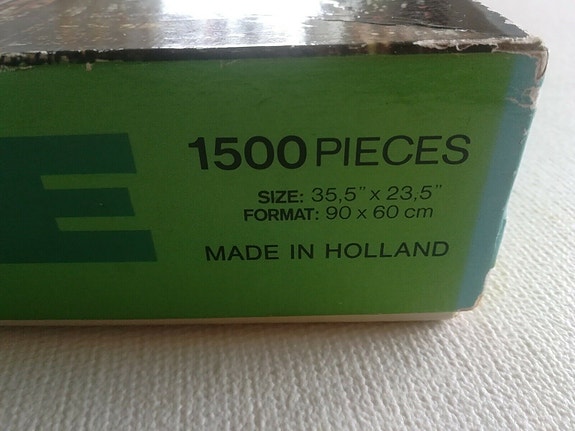 1500 PIECES
SIZE: 35,5" x 23,5"
FORMAT: 90 x 60 cm
MADE IN HOLLAND